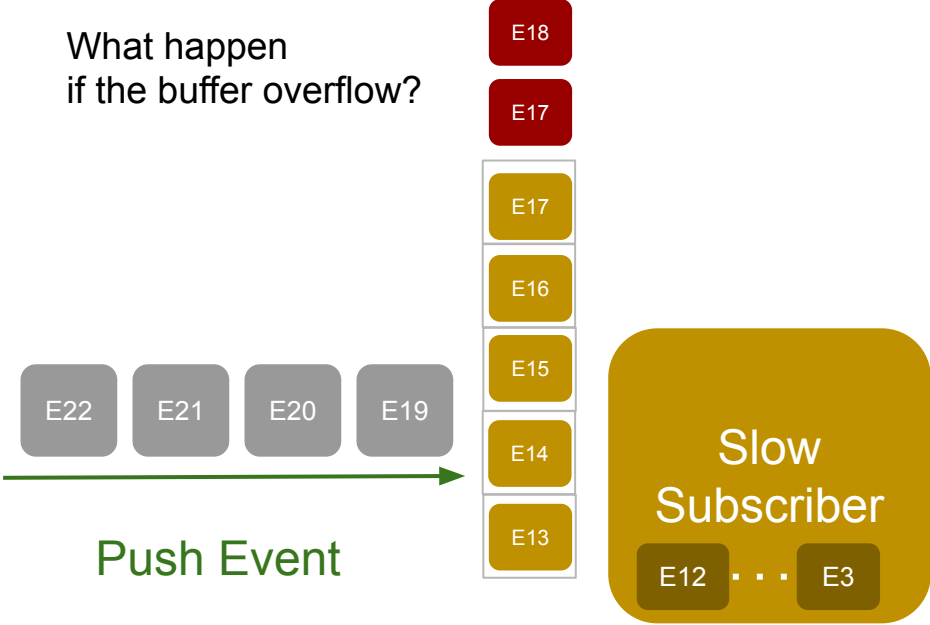 What happen
if the buffer overflow?
E18
E17
E17
E16
E15
E14
E13
E22 E21 E20 E19
Push Event
Slow
Subscriber
E12 . . . E3